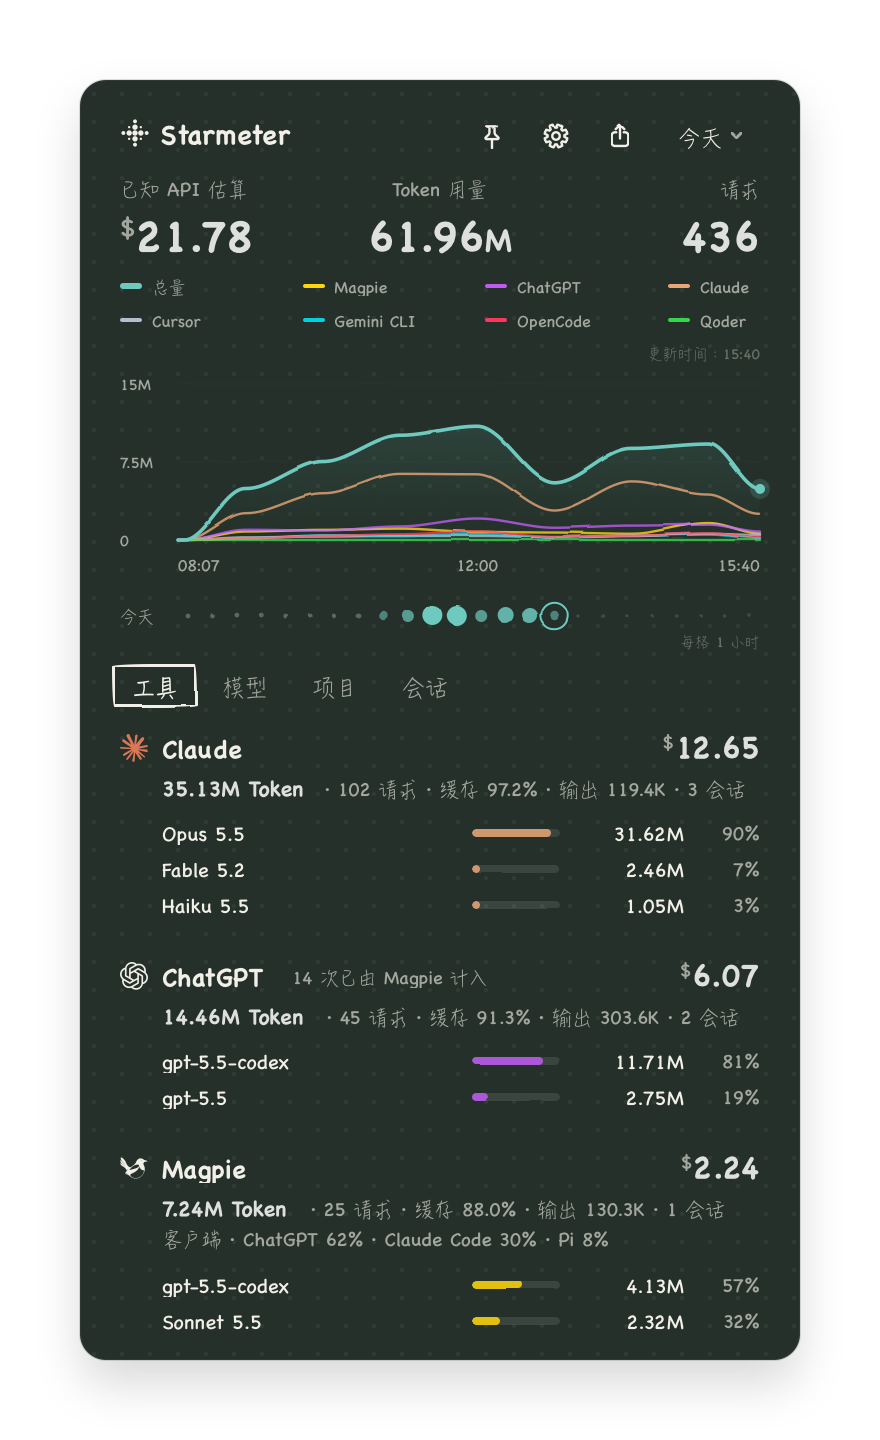 Starmeter 今天
已知 API 估算 Token 用量 请求
$21.78 61.96M 436
总量 Magpie ChatGPT Claude
Cursor Gemini CLI OpenCode Qoder
更新时间：15:40
15M
7.5M
0
08:07 12:00 15:40
今天
每格 1 小时
工具 模型 项目 会话
Claude $12.65
35.13M Token · 102 请求 · 缓存 97.2% · 输出 119.4K · 3 会话
Opus 5.5 31.62M 90%
Fable 5.2 2.46M 7%
Haiku 5.5 1.05M 3%
ChatGPT 14 次已由 Magpie 计入 $6.07
14.46M Token · 45 请求 · 缓存 91.3% · 输出 303.6K · 2 会话
gpt-5.5-codex 11.71M 81%
gpt-5.5 2.75M 19%
Magpie $2.24
7.24M Token · 25 请求 · 缓存 88.0% · 输出 130.3K · 1 会话
客户端 · ChatGPT 62% · Claude Code 30% · Pi 8%
gpt-5.5-codex 4.13M 57%
Sonnet 5.5 2.32M 32%